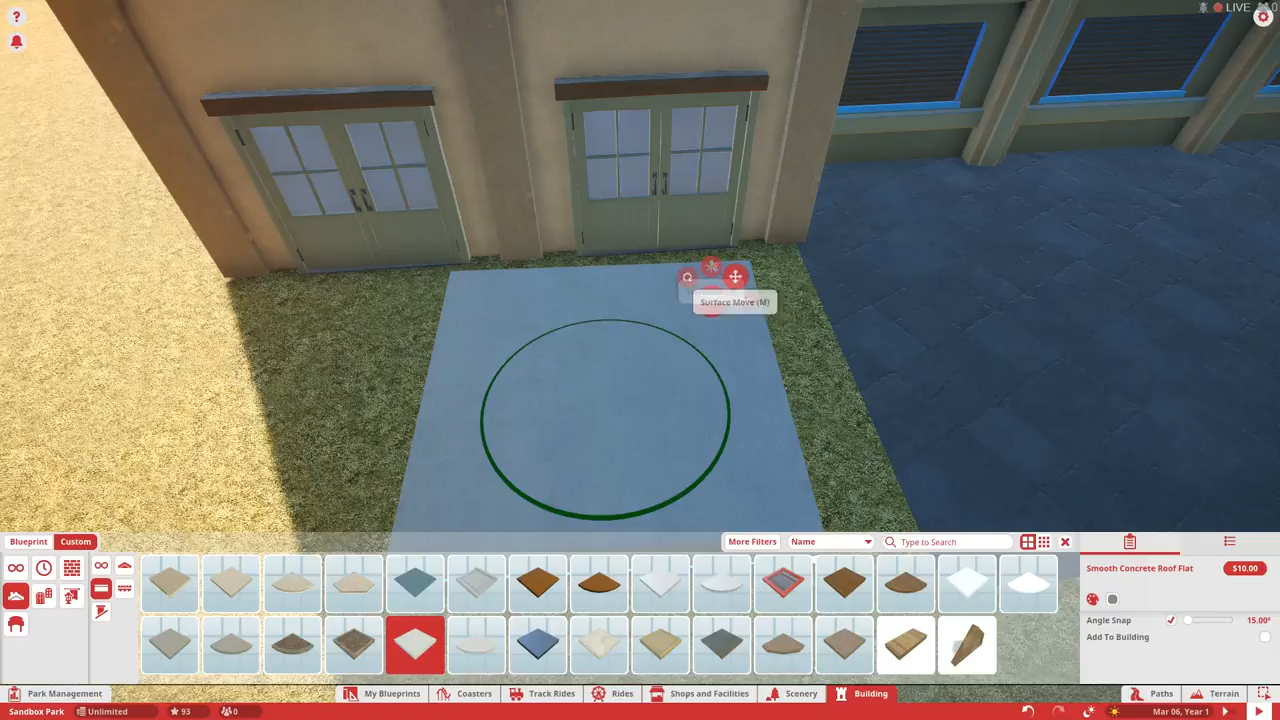 ?
LIVE
Surface Move (M)
Blueprint Custom More Filters Name Type to Search
Smooth Concrete Roof Flat $10.00
Angle Snap 15.00°
Add To Building
Park Management My Blueprints Coasters Track Rides Rides Shops and Facilities Scenery Building Paths Terrain
Sandbox Park Unlimited 93 0 Mar 06, Year 1